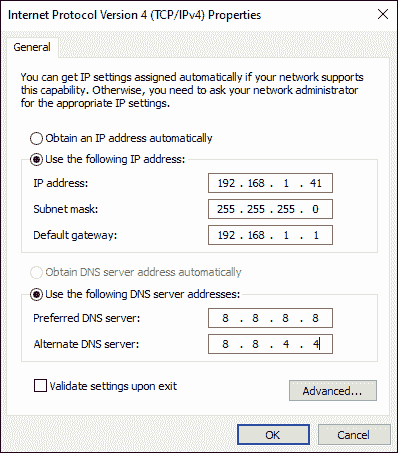 Internet Protocol Version 4 (TCP/IPv4) Properties
General
You can get IP settings assigned automatically if your network supports
this capability. Otherwise, you need to ask your network administrator
for the appropriate IP settings.
Obtain an IP address automatically
Use the following IP address:
IP address: 192 . 168 . 1 . 41
Subnet mask: 255 . 255 . 255 . 0
Default gateway: 192 . 168 . 1 . 1
Obtain DNS server address automatically
Use the following DNS server addresses:
Preferred DNS server: 8 . 8 . 8 . 8
Alternate DNS server: 8 . 8 . 4 . 4
Validate settings upon exit
Advanced...
OK Cancel